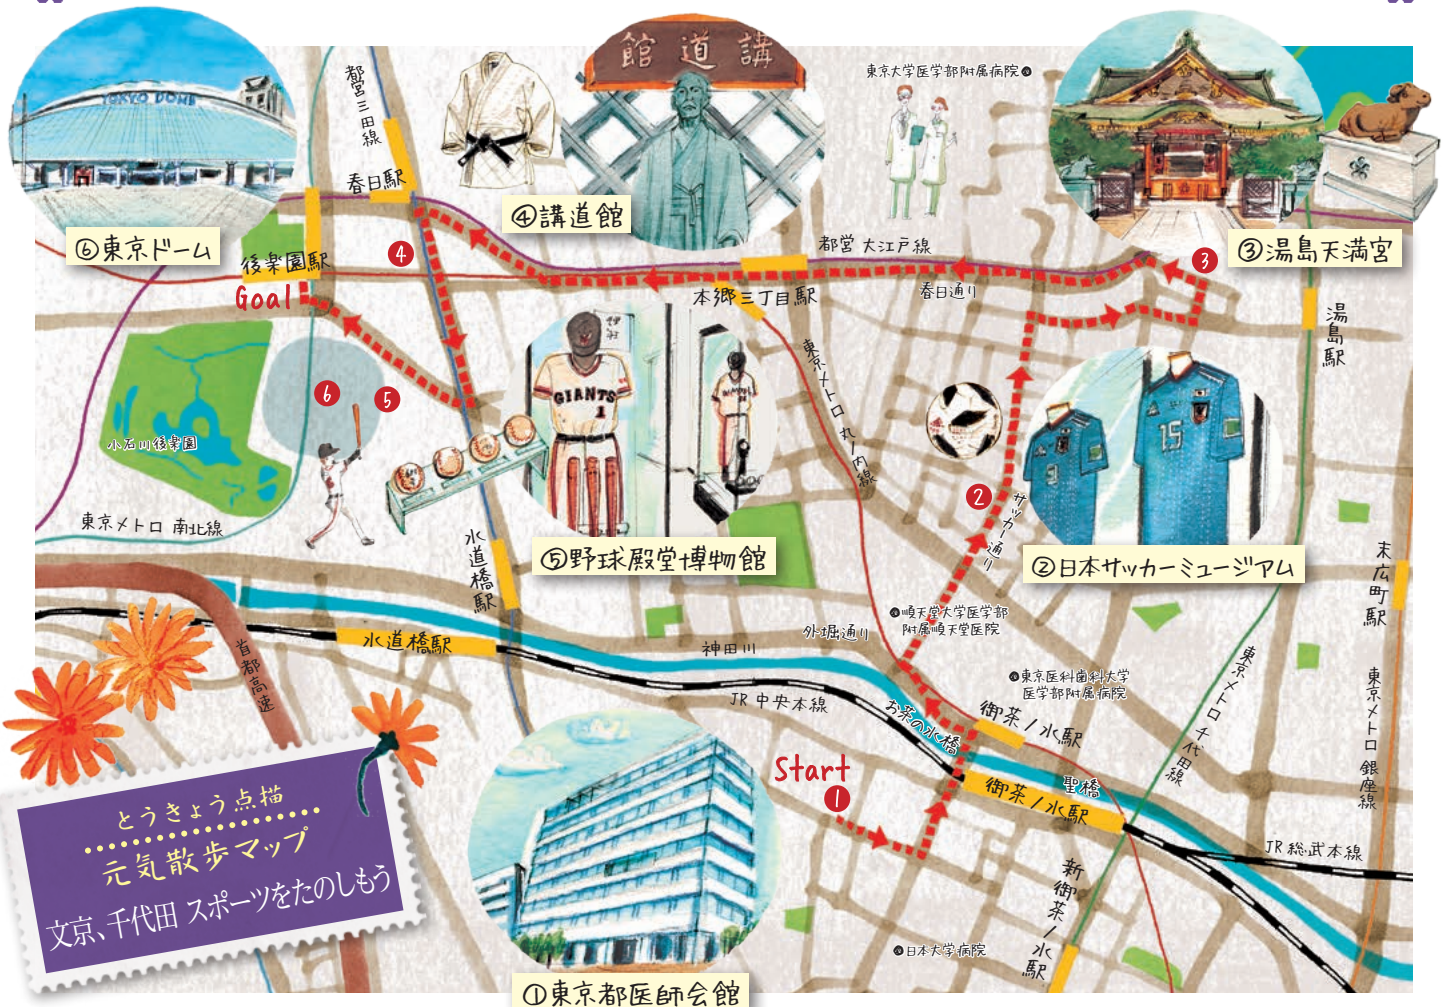 TOKYO DOME
⑥東京ドーム
都営三田線
春日駅
講道館
④講道館
東京大学医学部附属病院
③湯島天満宮
後楽園駅
Goal
4
都営 大江戸線
本郷三丁目駅
春日通り
3
湯島駅
小石川後楽園
6
5
GIANTS
1
⑤野球殿堂博物館
東京メトロ 丸ノ内線
2
サッカー通り
15
②日本サッカーミュージアム
東京メトロ 南北線
水道橋駅
水道橋駅
首都高速
神田川
外堀通り
順天堂大学医学部
附属順天堂医院
東京医科歯科大学
医学部附属病院
末広町駅
JR 中央本線
お茶の水橋
御茶ノ水駅
東京メトロ 千代田線
東京メトロ 銀座線
Start
1
御茶ノ水駅
聖橋
JR 総武本線
新御茶ノ水駅
日本大学病院
①東京都医師会館
とうきょう点描
元気散歩マップ
文京、千代田 スポーツをたのしもう